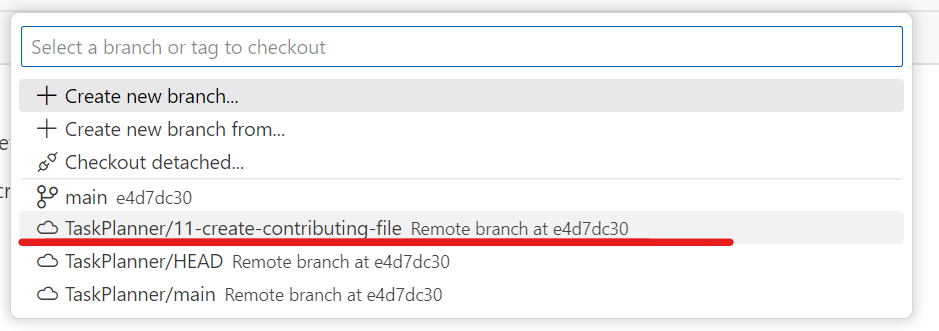 Select a branch or tag to checkout
Create new branch...
Create new branch from...
Checkout detached...
main e4d7dc30
TaskPlanner/11-create-contributing-file Remote branch at e4d7dc30
TaskPlanner/HEAD Remote branch at e4d7dc30
TaskPlanner/main Remote branch at e4d7dc30